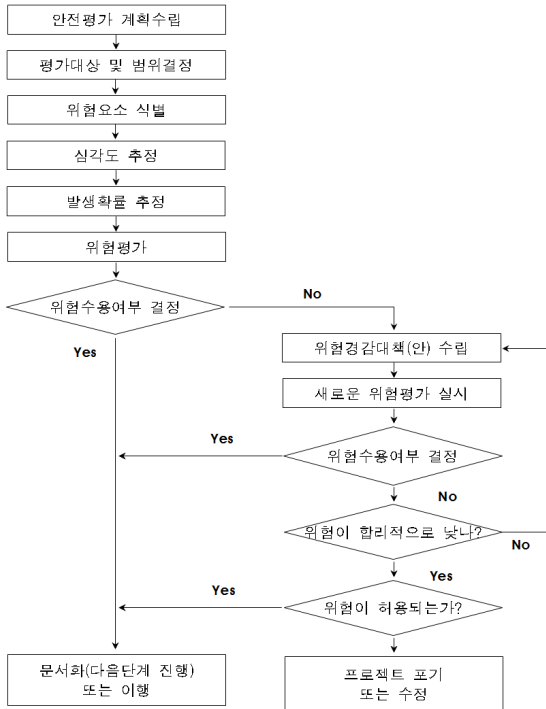 안전평가 계획수립
평가대상 및 범위결정
위험요소 식별
심각도 추정
발생확률 추정
위험평가
위험수용여부 결정
No
Yes
위험경감대책(안) 수립
새로운 위험평가 실시
Yes
위험수용여부 결정
No
위험이 합리적으로 낮나?
No
Yes
Yes
위험이 허용되는가?
문서화(다음단계 진행)
또는 이행
프로젝트 포기
또는 수정